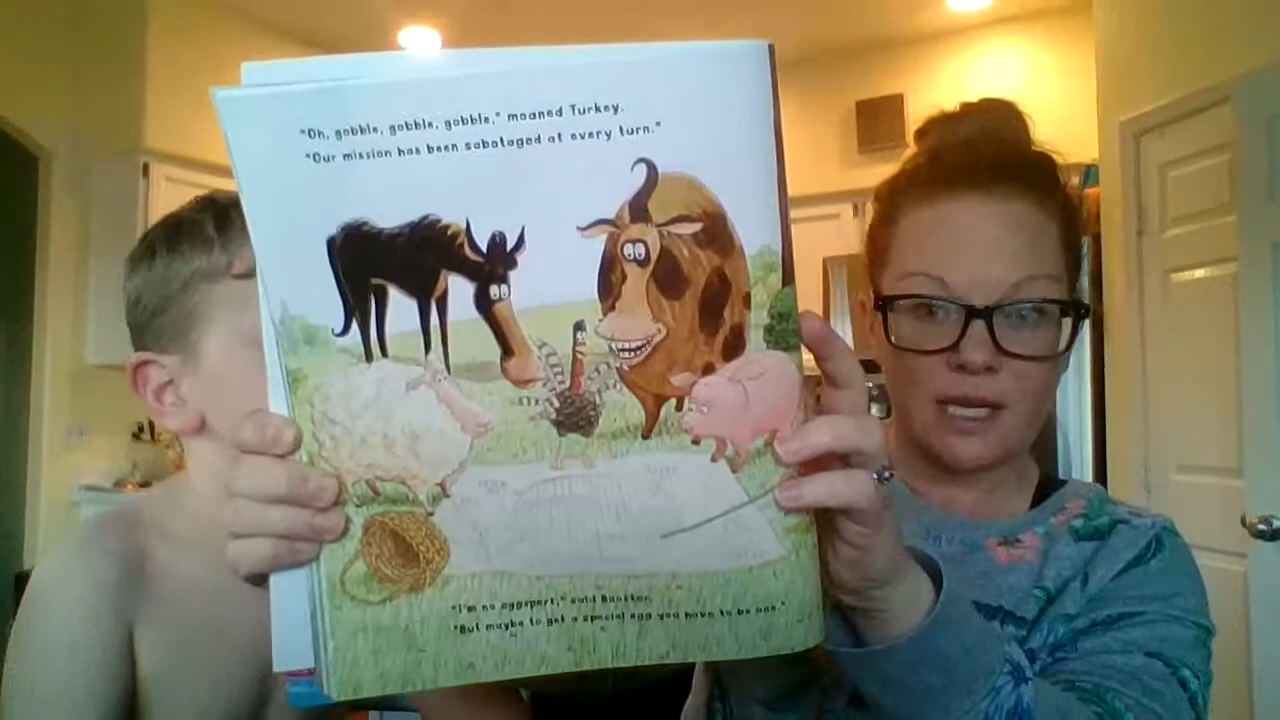 "Oh, gobble, gobble, gobble," moaned Turkey.
"Our mission has been sabotaged at every turn."
"I'm no eggspert," said Rooster.
"But maybe to get a special egg you have to be one."